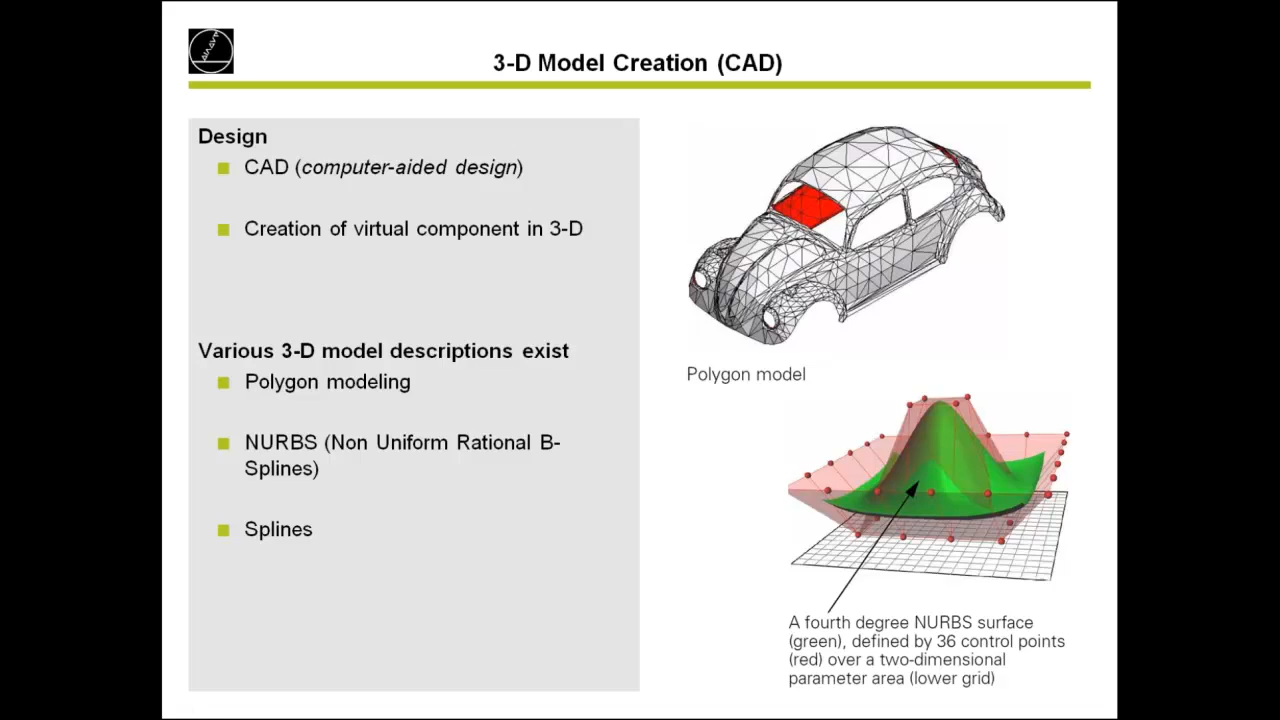 3-D Model Creation (CAD)
Design
CAD (computer-aided design)
Creation of virtual component in 3-D
Various 3-D model descriptions exist
Polygon modeling
NURBS (Non Uniform Rational B-
Splines)
Splines
Polygon model
A fourth degree NURBS surface
(green), defined by 36 control points
(red) over a two-dimensional
parameter area (lower grid)